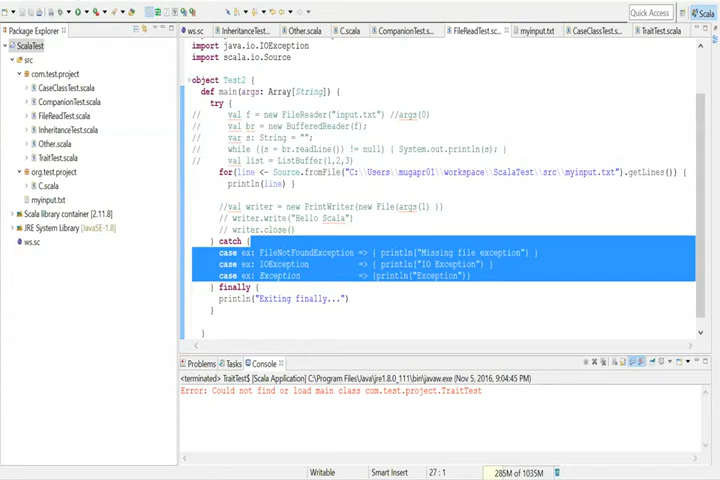 Quick Access
Scala
Package Explorer
ws.sc
InheritanceTest...
Other.scala
C.scala
CompanionTest.s...
FileReadTest.sc...
myinput.txt
CaseClassTest.s...
TraitTest.scala
ScalaTest
src
com.test.project
CaseClassTest.scala
CompanionTest.scala
FileReadTest.scala
InheritanceTest.scala
Other.scala
TraitTest.scala
org.test.project
C.scala
myinput.txt
Scala library container [2.11.8]
JRE System Library [JavaSE-1.8]
ws.sc
import java.io.IOException
import scala.io.Source
object Test2 {
def main(args: Array[String]) {
try {
// val f = new FileReader("input.txt") //args(0)
// val br = new BufferedReader(f);
// var s: String = "";
// while ((s = br.readLine()) != null) { System.out.println(s); }
// val list = ListBuffer(1,2,3)
for(line <- Source.fromFile("C:\\Users\\mugapr01\\workspace\\ScalaTest\\src\\myinput.txt").getLines()) {
println(line) }
//val writer = new PrintWriter(new File(args(1) ))
// writer.write("Hello Scala")
// writer.close()
} catch {
case ex: FileNotFoundException => { println("Missing file exception") }
case ex: IOException => { println("IO Exception") }
case ex: Exception => {println("Exception")}
} finally {
println("Exiting finally...")
}
}
Problems
Tasks
Console
<terminated> TraitTest$ [Scala Application] C:\Program Files\Java\jre1.8.0_111\bin\javaw.exe (Nov 5, 2016, 9:04:45 PM)
Error: Could not find or load main class com.test.project.TraitTest
Writable
Smart Insert
27 : 1
285M of 1035M